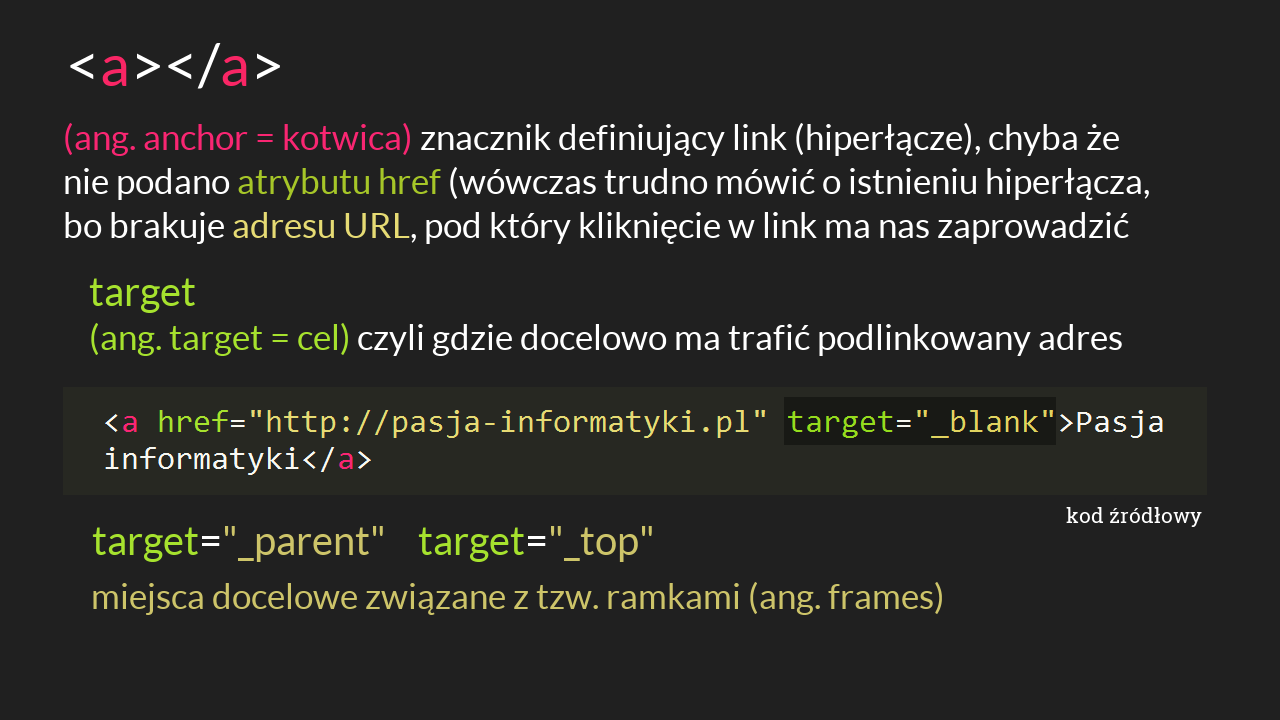 <a></a>
(ang. anchor = kotwica) znacznik definiujący link (hiperłącze), chyba że
nie podano atrybutu href (wówczas trudno mówić o istnieniu hiperłącza,
bo brakuje adresu URL, pod który kliknięcie w link ma nas zaprowadzić
target
(ang. target = cel) czyli gdzie docelowo ma trafić podlinkowany adres
<a href="http://pasja-informatyki.pl" target="_blank">Pasja
informatyki</a>
kod źródłowy
target="_parent" target="_top"
miejsca docelowe związane z tzw. ramkami (ang. frames)